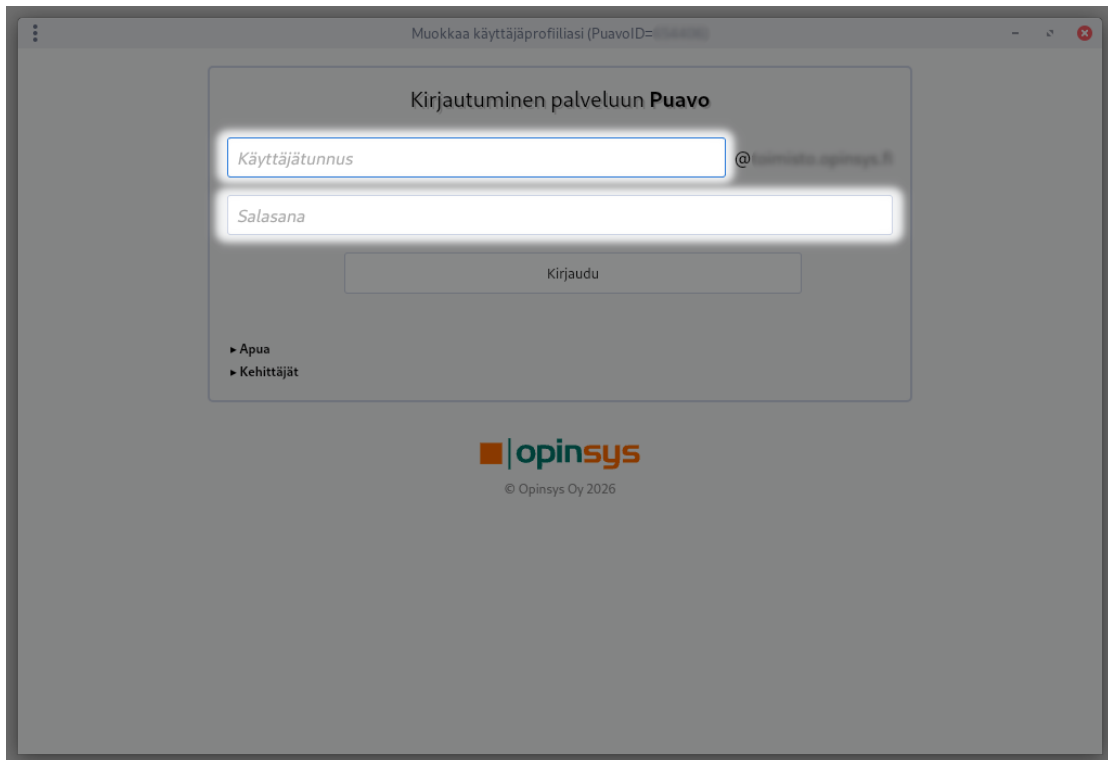 Muokkaa käyttäjäprofiiliasi (PuavoID=
Kirjautuminen palveluun Puavo
Käyttäjätunnus
@
Salasana
Kirjaudu
▸ Apua
▸ Kehittäjät
opinsys
© Opinsys Oy 2026